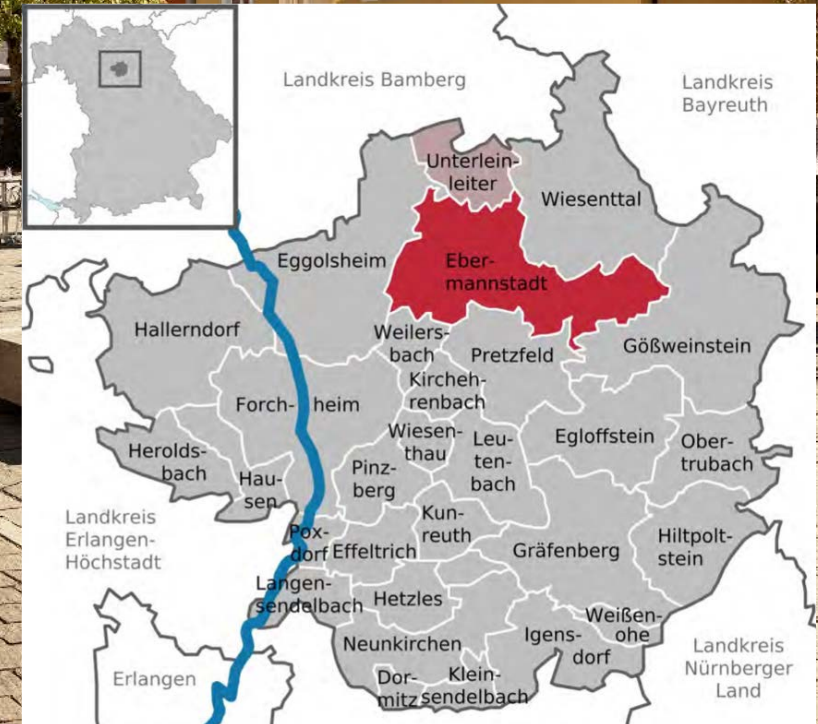 Landkreis Bamberg
Landkreis
Bayreuth
Unterlein-
leiter
Wiesenttal
Eggolsheim
Eber-
mannstadt
Hallerndorf
Weilers-
bach
Pretzfeld
Gößweinstein
Kircheh-
renbach
Forch- heim
Wiesen-
thau
Leu-
ten-
bach
Egloffstein
Ober-
trubach
Herolds-
bach
Hau-
sen
Pinz-
berg
Kun-
reuth
Landkreis
Erlangen-
Höchstadt
Pox-
dorf
Effeltrich
Gräfenberg
Hiltpolt-
stein
Langen-
sendelbach
Hetzles
Weißen-
ohe
Neunkirchen
Igens-
dorf
Landkreis
Nürnberger
Land
Erlangen
Dor-
mitz
Klein-
sendelbach